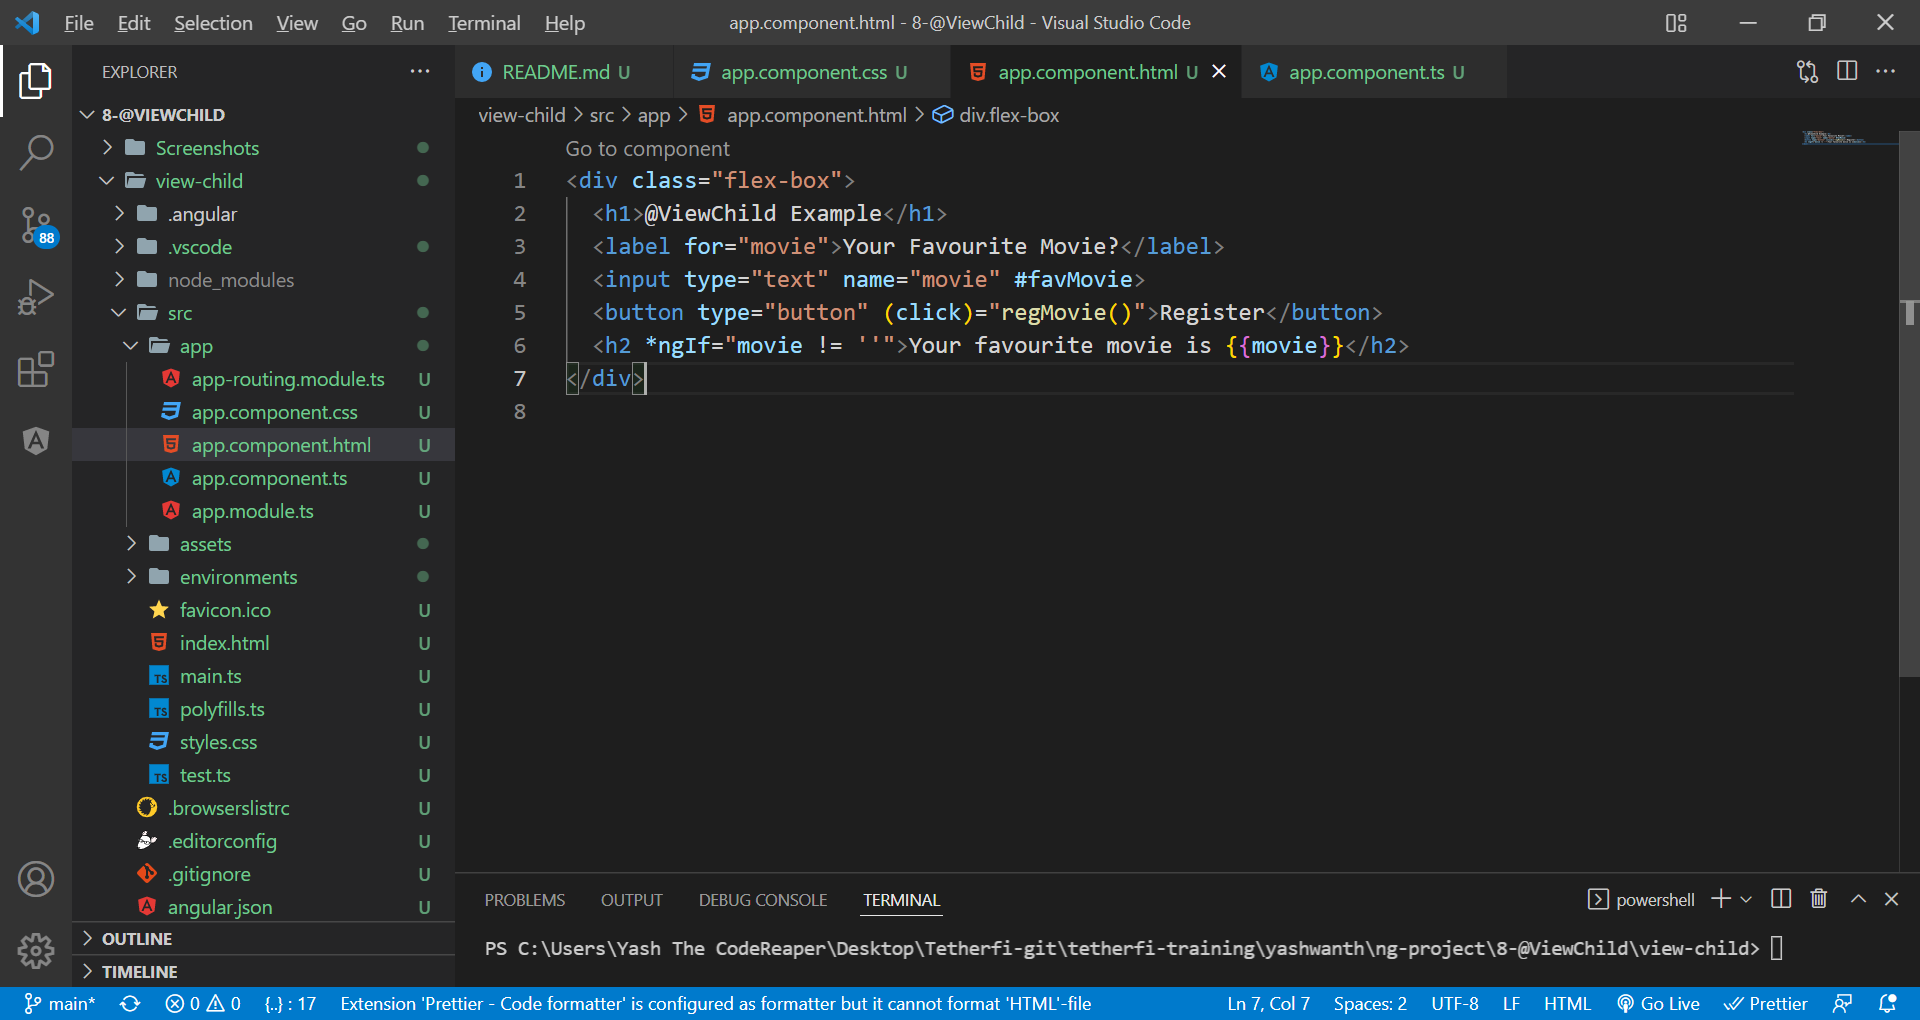 File Edit Selection View Go Run Terminal Help app.component.html - 8-@ViewChild - Visual Studio Code
EXPLORER
README.md U app.component.css U app.component.html U app.component.ts U
8-@VIEWCHILD
Screenshots
view-child
.angular
.vscode
node_modules
src
app
app-routing.module.ts U
app.component.css U
app.component.html U
app.component.ts U
app.module.ts U
assets
environments
favicon.ico U
index.html U
TS main.ts U
TS polyfills.ts U
styles.css U
TS test.ts U
.browserslistrc U
.editorconfig U
.gitignore U
angular.json U
OUTLINE
TIMELINE
88
view-child > src > app > app.component.html > div.flex-box
Go to component
1 <div class="flex-box">
2 <h1>@ViewChild Example</h1>
3 <label for="movie">Your Favourite Movie?</label>
4 <input type="text" name="movie" #favMovie>
5 <button type="button" (click)="regMovie()">Register</button>
6 <h2 *ngIf="movie != ''">Your favourite movie is {{movie}}</h2>
7 </div>
8
PROBLEMS OUTPUT DEBUG CONSOLE TERMINAL powershell
PS C:\Users\Yash The CodeReaper\Desktop\Tetherfi-git\tetherfi-training\yashwanth\ng-project\8-@ViewChild\view-child>
main* 0 0 {..} : 17 Extension 'Prettier - Code formatter' is configured as formatter but it cannot format 'HTML'-file Ln 7, Col 7 Spaces: 2 UTF-8 LF HTML Go Live Prettier